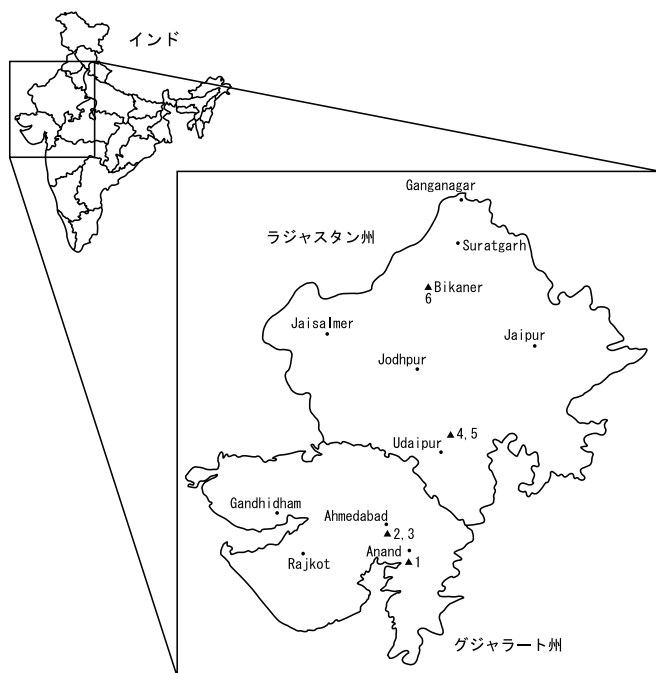 インド
Ganganagar
ラジャスタン州
Suratgarh
▲Bikaner
6
Jaisalmer
Jaipur
Jodhpur
▲4,5
Udaipur
Gandhidham
Ahmedabad
▲2,3
Anand
▲1
Rajkot
グジャラート州